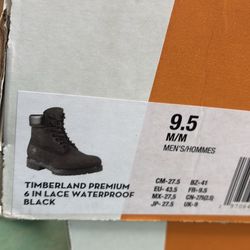 9.5
M/M
MEN'S/HOMMES
CM-27.5 BZ-41
EU-43.5 FR-9.5
MX-27.5
JP-27.5 UK-9
TIMBERLAND PREMIUM
6 IN LACE WATERPROOF
BLACK